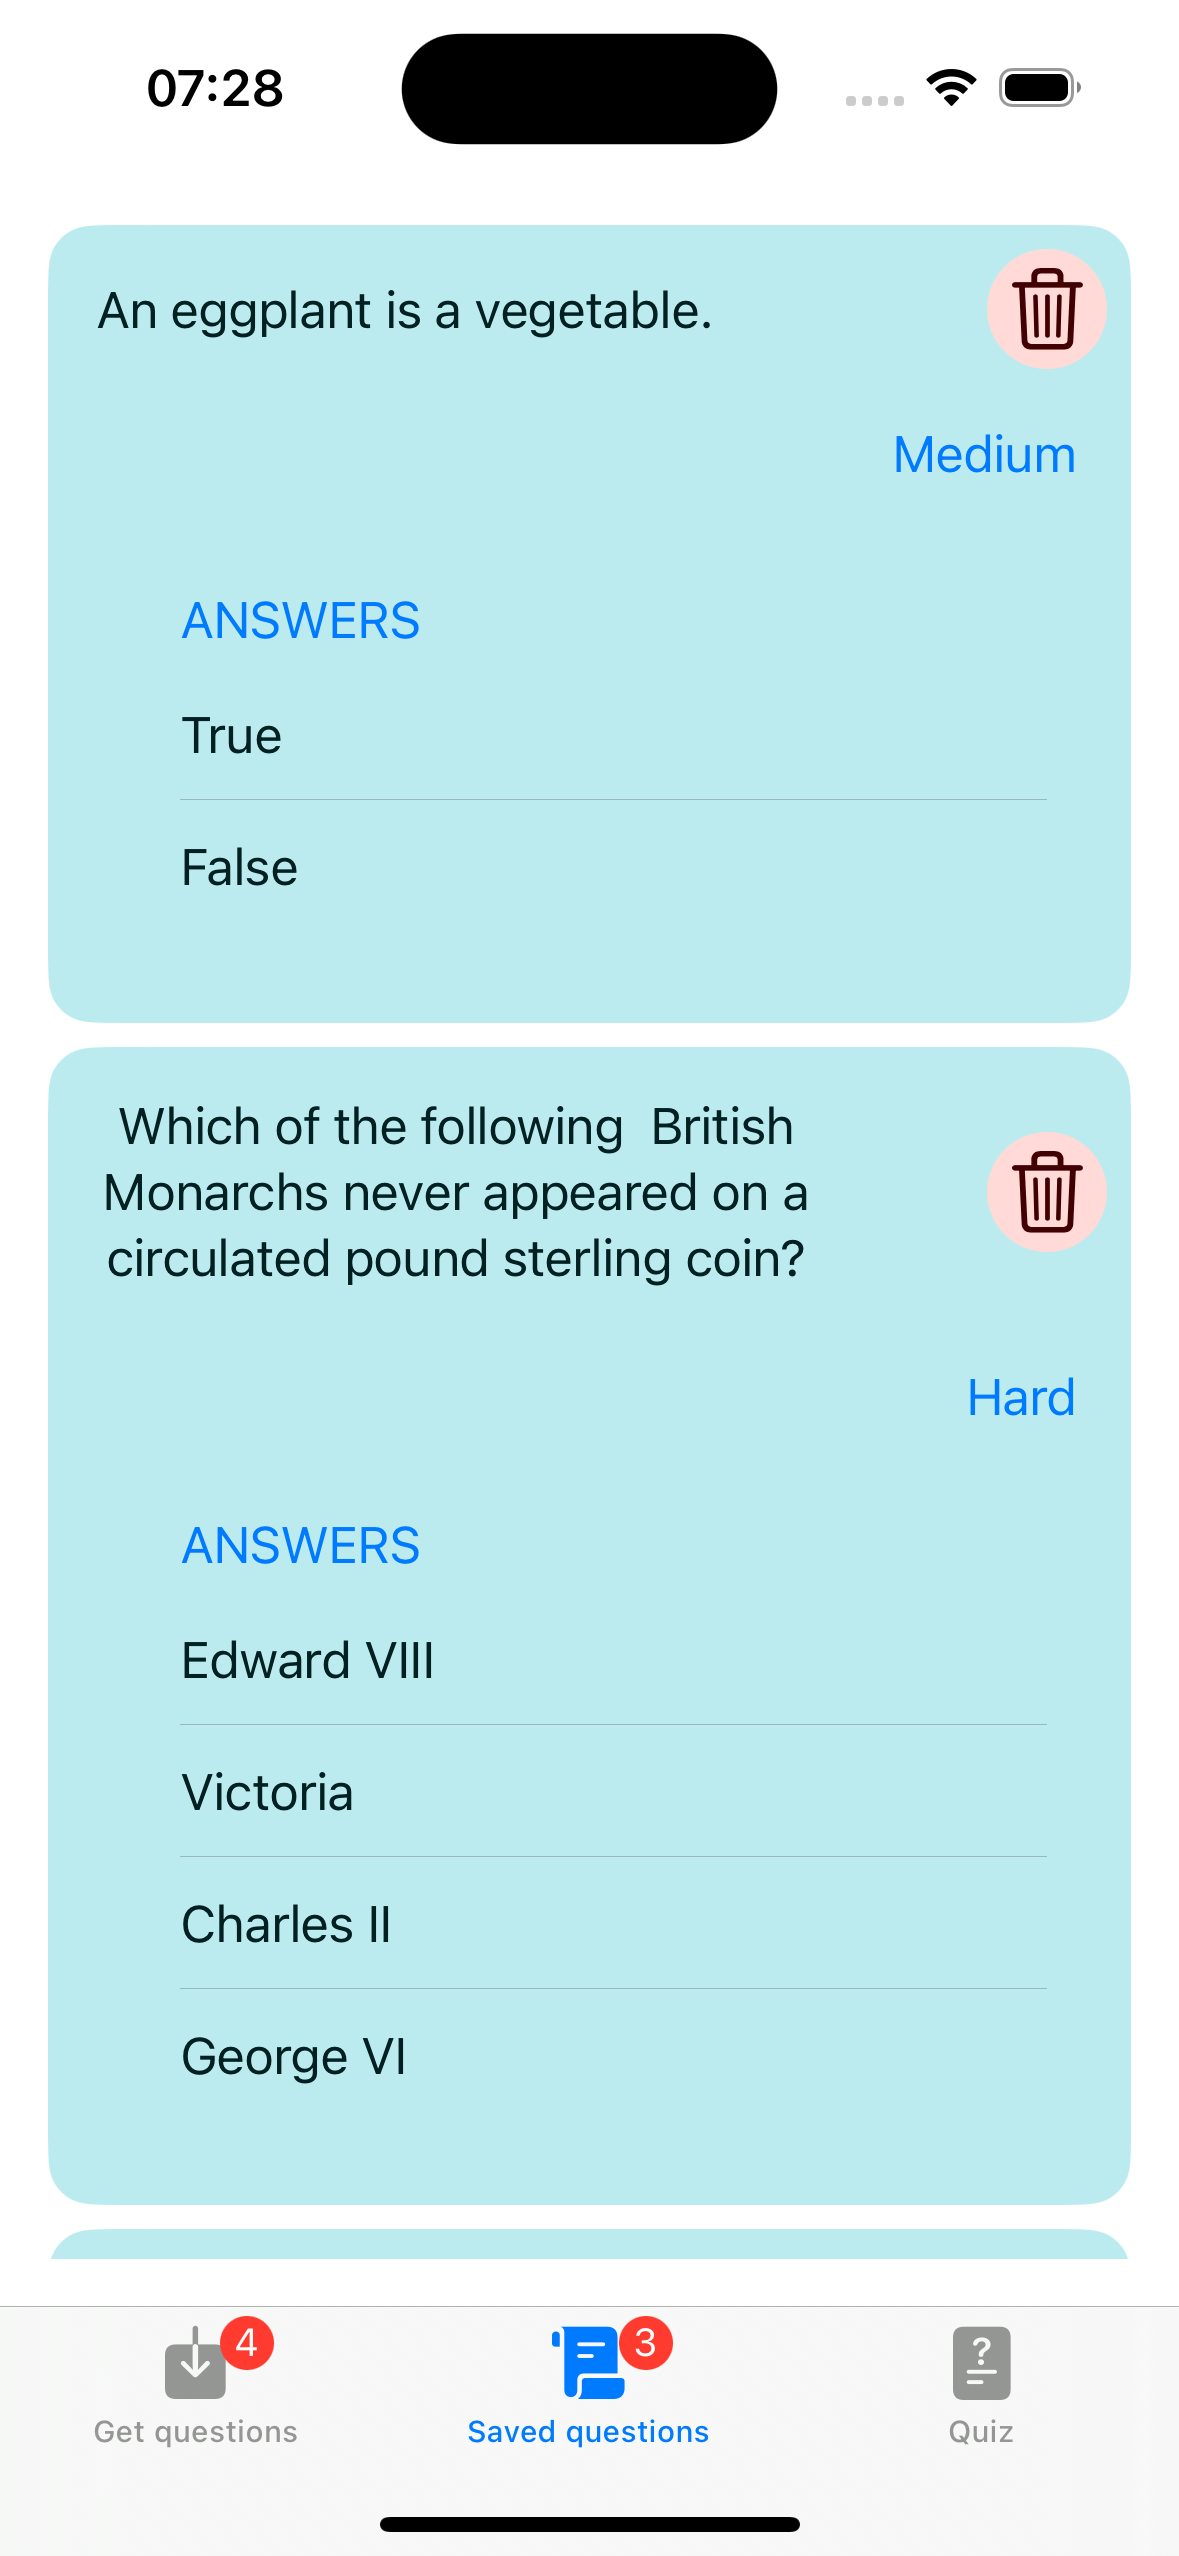 07:28
An eggplant is a vegetable.
Medium
ANSWERS
True
False
Which of the following  British
Monarchs never appeared on a
circulated pound sterling coin?
Hard
ANSWERS
Edward VIII
Victoria
Charles II
George VI
4
3
?
Get questions
Saved questions
Quiz